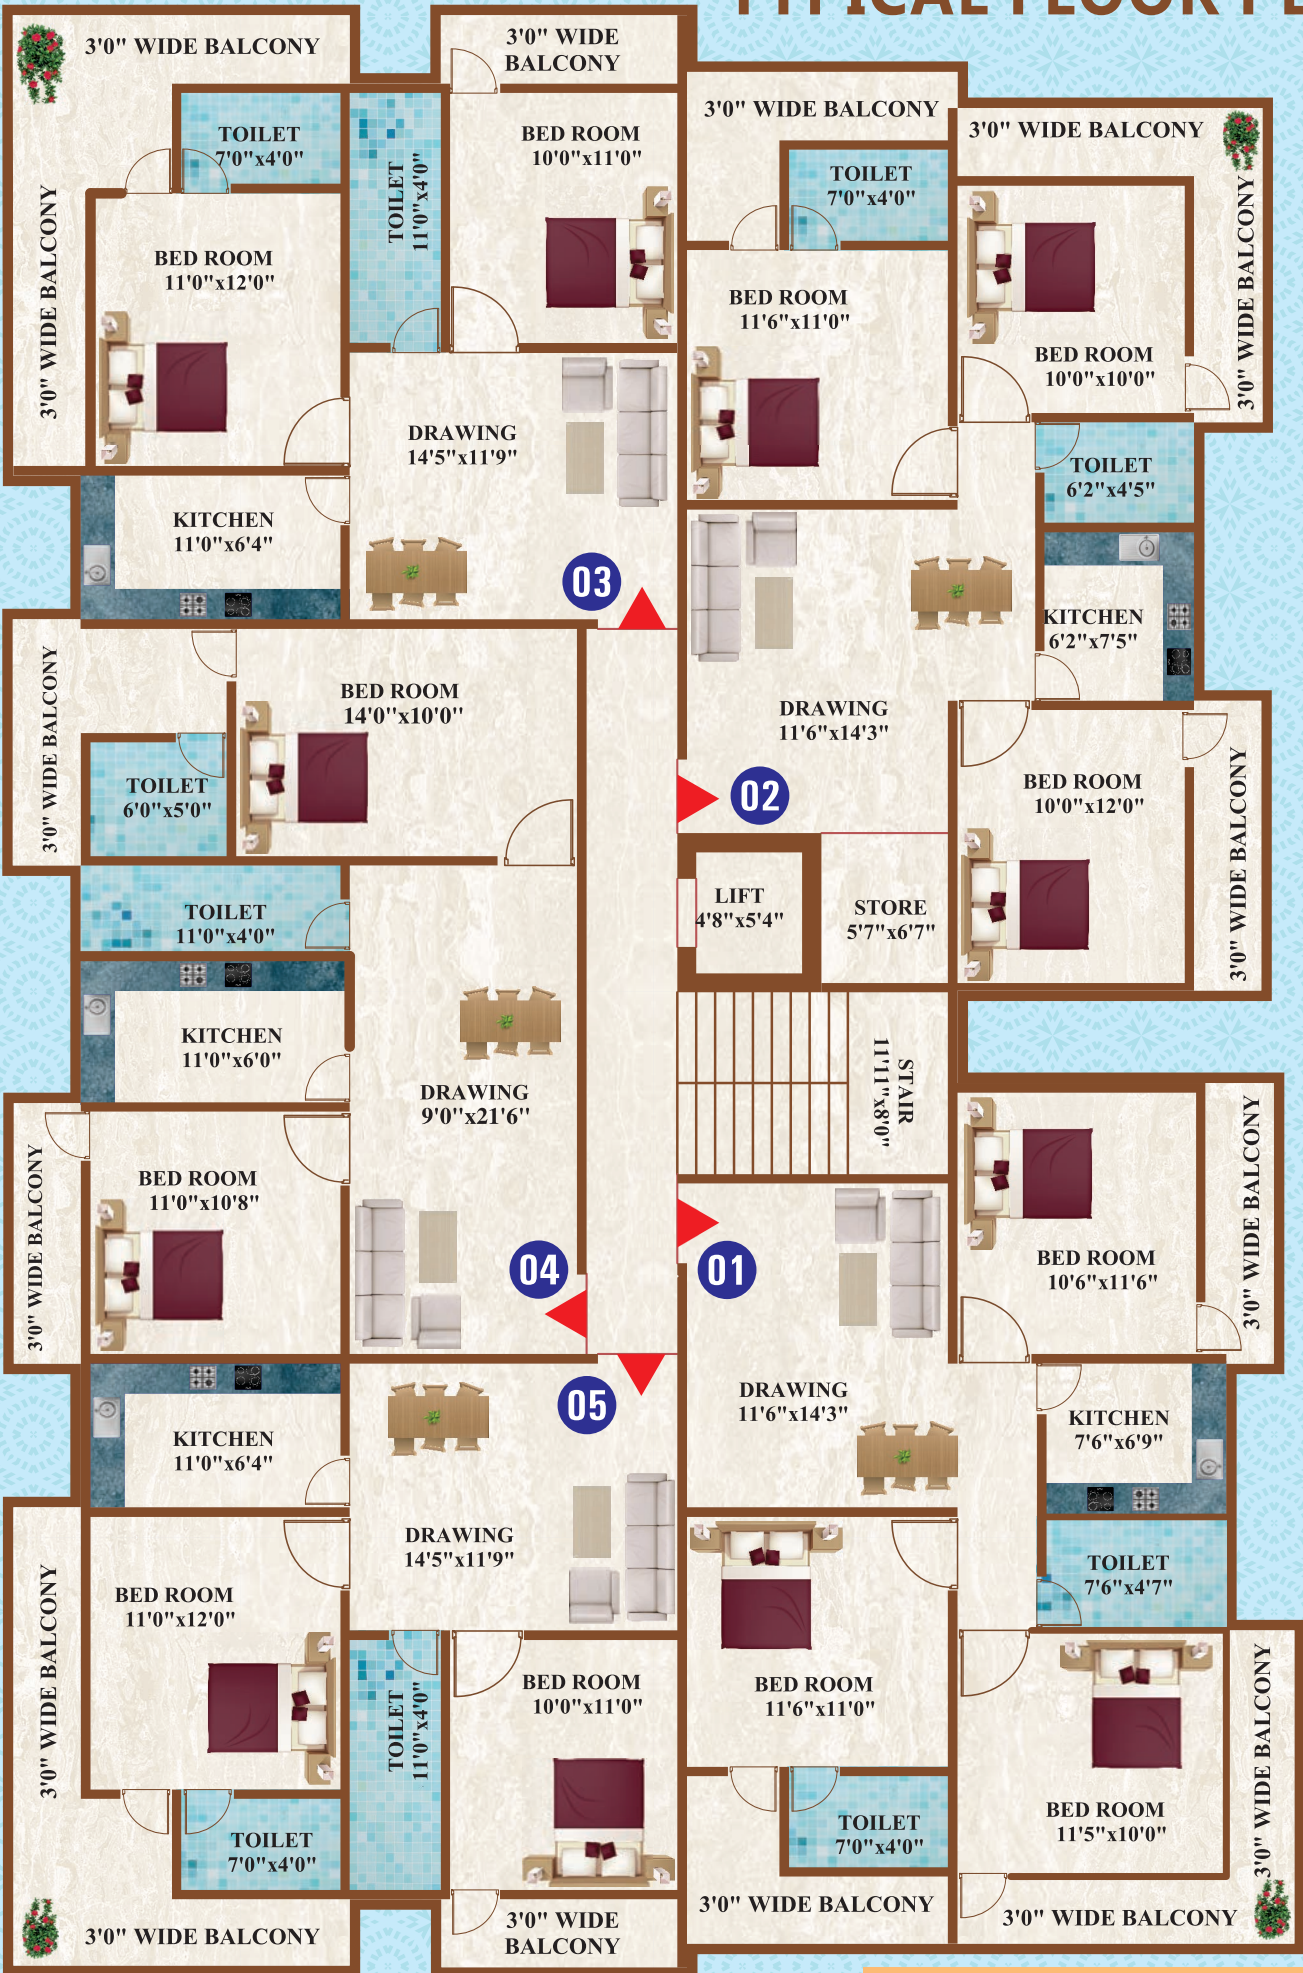 TYPICAL FLOOR
3'0" WIDE BALCONY
3'0" WIDE
BALCONY
3'0" WIDE BALCONY
3'0" WIDE BALCONY
TOILET
7'0"x4'0"
TOILET
11'0"x4'0"
BED ROOM
10'0"x11'0"
TOILET
7'0"x4'0"
3'0" WIDE BALCONY
3'0" WIDE BALCONY
BED ROOM
11'0"x12'0"
BED ROOM
11'6"x11'0"
BED ROOM
10'0"x10'0"
DRAWING
14'5"x11'9"
TOILET
6'2"x4'5"
KITCHEN
11'0"x6'4"
03
KITCHEN
6'2"x7'5"
3'0" WIDE BALCONY
BED ROOM
14'0"x10'0"
DRAWING
11'6"x14'3"
TOILET
6'0"x5'0"
02
BED ROOM
10'0"x12'0"
3'0" WIDE BALCONY
TOILET
11'0"x4'0"
LIFT
4'8"x5'4"
STORE
5'7"x6'7"
KITCHEN
11'0"x6'0"
DRAWING
9'0"x21'6"
STAIR
11'11"x8'0"
3'0" WIDE BALCONY
BED ROOM
11'0"x10'8"
3'0" WIDE BALCONY
BED ROOM
10'6"x11'6"
04
01
05
DRAWING
11'6"x14'3"
KITCHEN
11'0"x6'4"
KITCHEN
7'6"x6'9"
DRAWING
14'5"x11'9"
TOILET
7'6"x4'7"
3'0" WIDE BALCONY
BED ROOM
11'0"x12'0"
TOILET
11'0"x4'0"
BED ROOM
10'0"x11'0"
BED ROOM
11'6"x11'0"
3'0" WIDE BALCONY
BED ROOM
11'5"x10'0"
TOILET
7'0"x4'0"
TOILET
7'0"x4'0"
3'0" WIDE BALCONY
3'0" WIDE
BALCONY
3'0" WIDE BALCONY
3'0" WIDE BALCONY